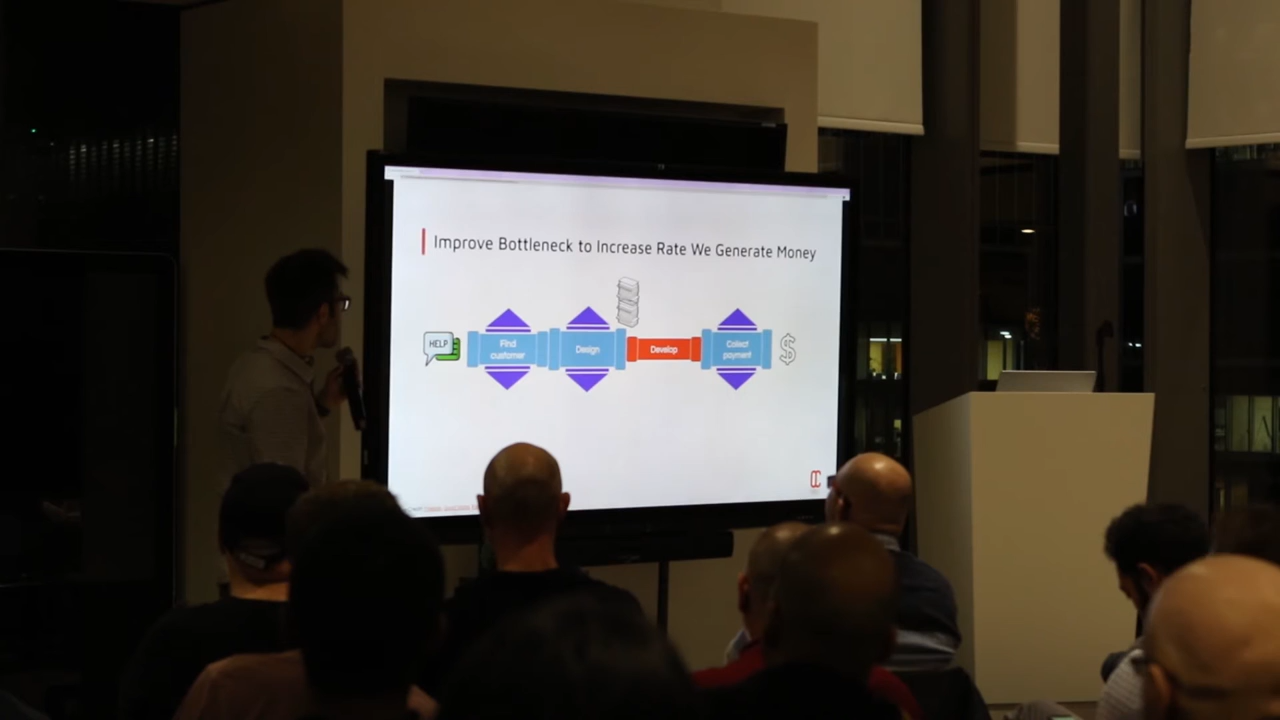 Improve Bottleneck to Increase Rate We Generate Money
HELP
Find
customer
Design
Develop
Collect
payment
$